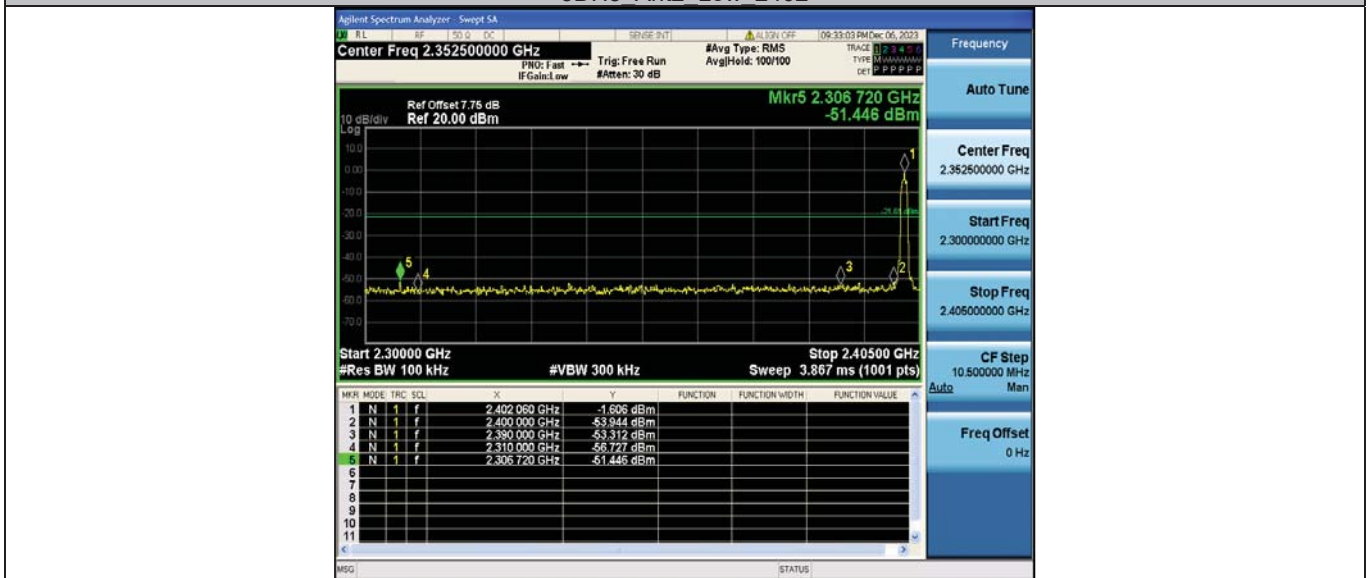 Agilent Spectrum Analyzer - Swept SA
RL RF 50 Ω DC SENSE:INT ALIGN OFF 09:33:03 PM Dec 06, 2023
Center Freq 2.352500000 GHz
PNO: Fast
IFGain:Low
Trig: Free Run
#Atten: 30 dB
#Avg Type: RMS
Avg|Hold: 100/100
TRACE 1 2 3 4 5 6
TYPE MWWWWW
DET P P P P P P
Mkr5 2.306 720 GHz
-51.446 dBm
Ref Offset 7.75 dB
10 dB/div Ref 20.00 dBm
Log
10.0
0.00
-10.0
-20.0
-30.0
-40.0
-50.0
-60.0
-70.0
1
2
3
4
5
Start 2.30000 GHz Stop 2.40500 GHz
#Res BW 100 kHz #VBW 300 kHz Sweep 3.867 ms (1001 pts)
MKR MODE TRC SCL X Y FUNCTION FUNCTION WIDTH FUNCTION VALUE
1 N 1 f 2.402 060 GHz -1.606 dBm
2 N 1 f 2.400 000 GHz -53.944 dBm
3 N 1 f 2.390 000 GHz -53.312 dBm
4 N 1 f 2.310 000 GHz -56.727 dBm
5 N 1 f 2.306 720 GHz -51.446 dBm
6
7
8
9
10
11
MSG STATUS
Frequency
Auto Tune
Center Freq
2.352500000 GHz
Start Freq
2.300000000 GHz
Stop Freq
2.405000000 GHz
CF Step
10.500000 MHz
Auto Man
Freq Offset
0 Hz